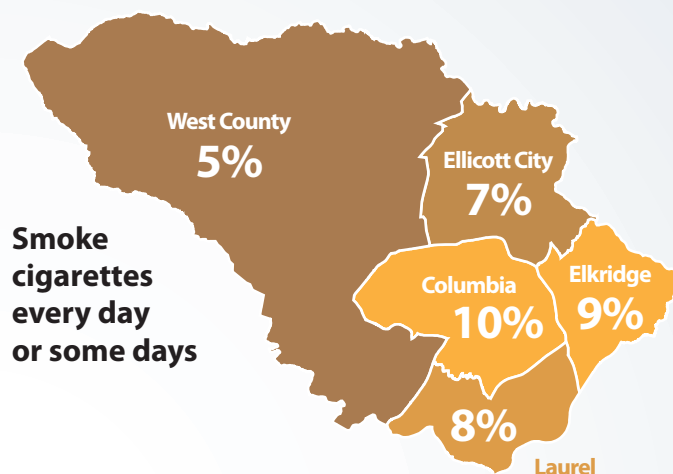 West County
5%
Ellicott City
7%
Smoke
cigarettes
every day
or some days
Columbia
10%
Elkridge
9%
8%
Laurel